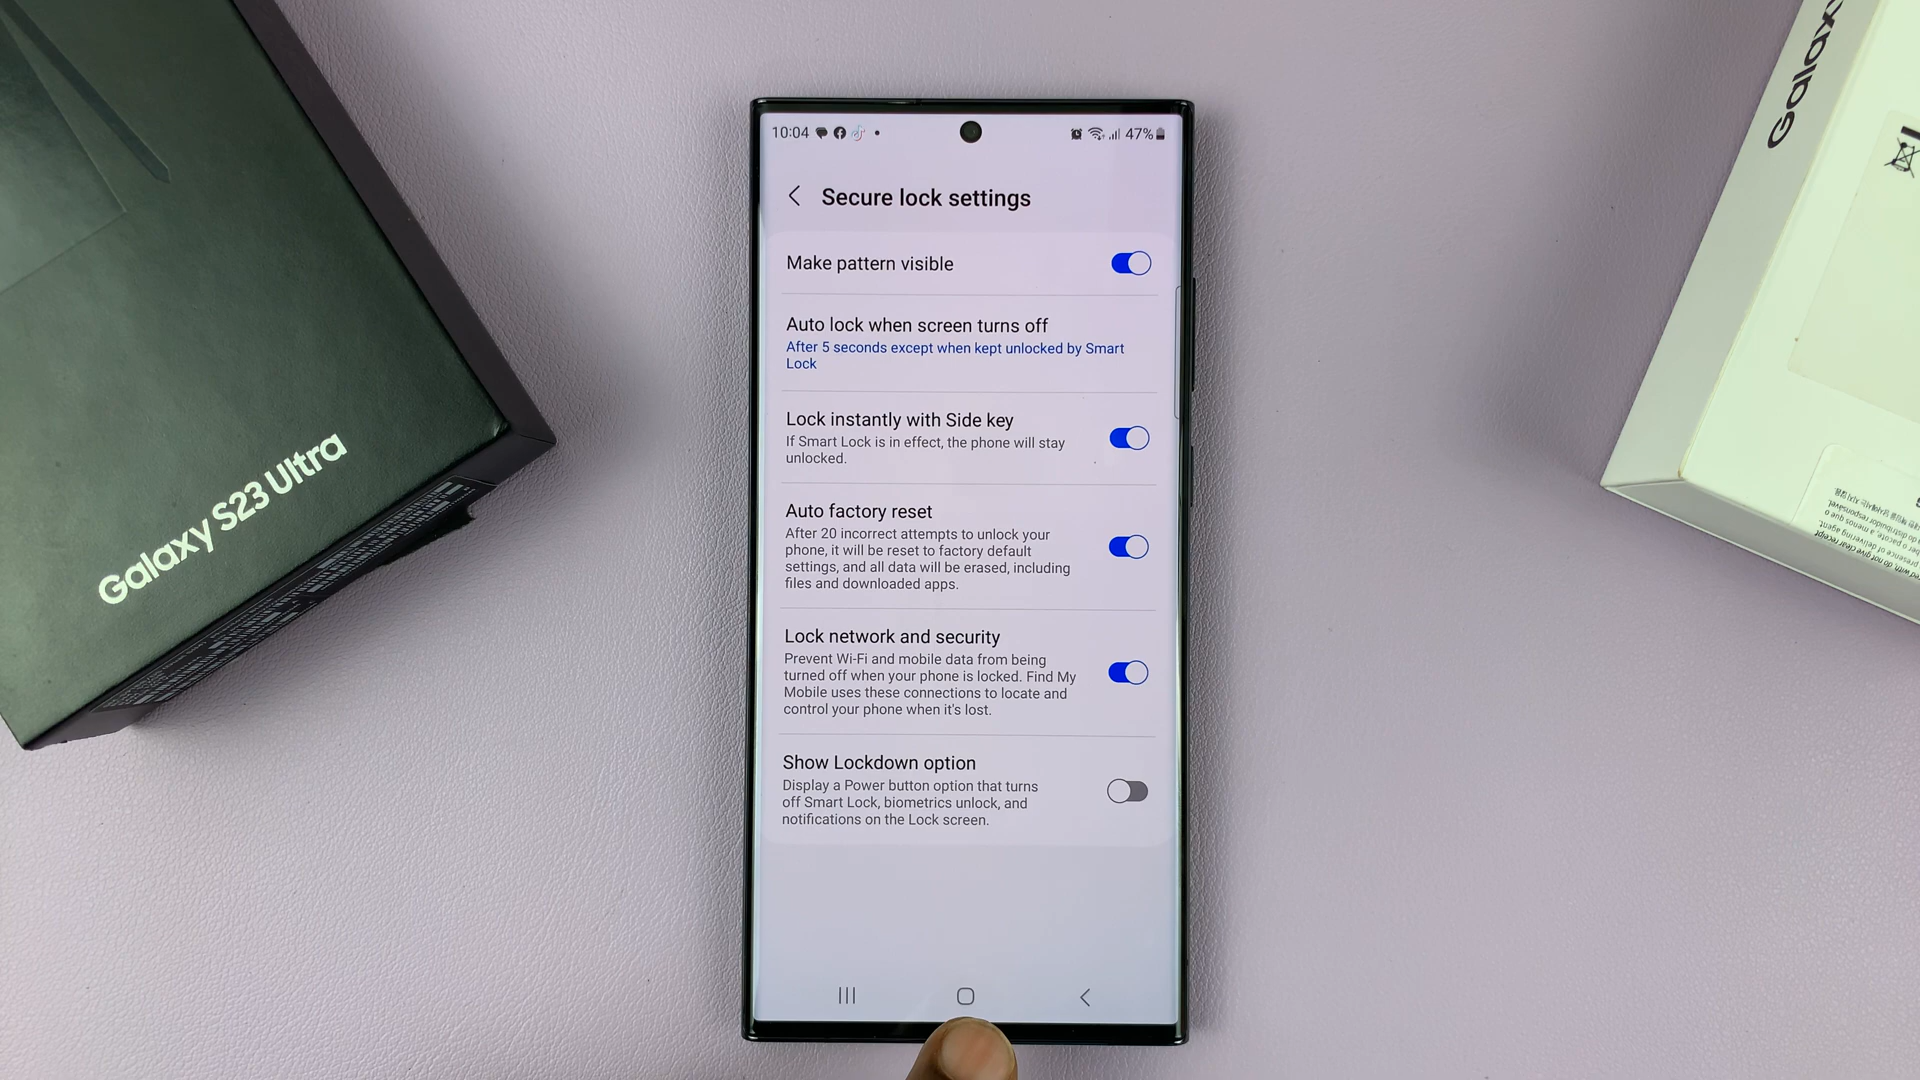 10:04
47%
Secure lock settings
Make pattern visible
Auto lock when screen turns off
After 5 seconds except when kept unlocked by Smart
Lock
Lock instantly with Side key
If Smart Lock is in effect, the phone will stay
unlocked.
Auto factory reset
After 20 incorrect attempts to unlock your
phone, it will be reset to factory default
settings, and all data will be erased, including
files and downloaded apps.
Lock network and security
Prevent Wi-Fi and mobile data from being
turned off when your phone is locked. Find My
Mobile uses these connections to locate and
control your phone when it's lost.
Show Lockdown option
Display a Power button option that turns
off Smart Lock, biometrics unlock, and
notifications on the Lock screen.
Galaxy S23 Ultra
Galaxy